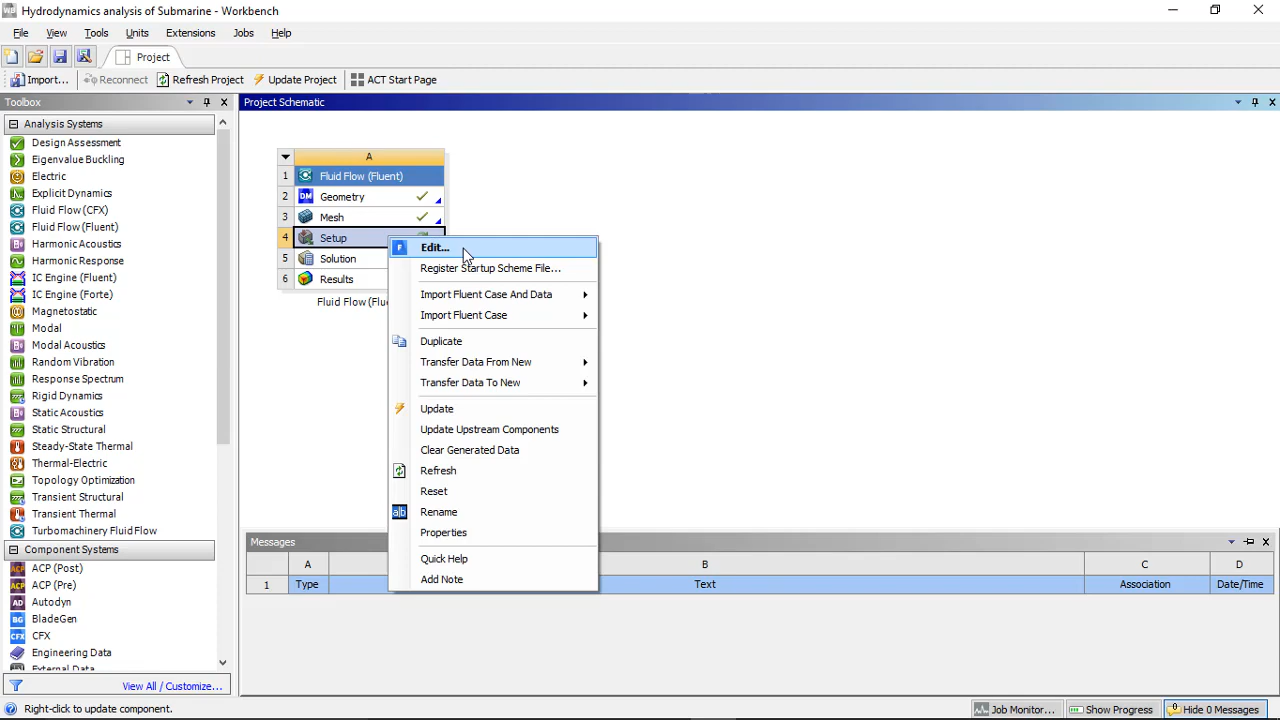 Hydrodynamics analysis of Submarine - Workbench
File View Tools Units Extensions Jobs Help
Project
Import... Reconnect Refresh Project Update Project ACT Start Page
Toolbox
Project Schematic
Analysis Systems
Design Assessment
Eigenvalue Buckling
Electric
Explicit Dynamics
Fluid Flow (CFX)
Fluid Flow (Fluent)
Harmonic Acoustics
Harmonic Response
IC Engine (Fluent)
IC Engine (Forte)
Magnetostatic
Modal
Modal Acoustics
Random Vibration
Response Spectrum
Rigid Dynamics
Static Acoustics
Static Structural
Steady-State Thermal
Thermal-Electric
Topology Optimization
Transient Structural
Transient Thermal
Turbomachinery Fluid Flow
Component Systems
ACP (Post)
ACP (Pre)
Autodyn
BladeGen
CFX
Engineering Data
External Data
View All / Customize...
A
1 Fluid Flow (Fluent)
2 DM Geometry
3 Mesh
4 Setup
5 Solution
6 Results
Fluid Flow (Flue
Edit...
Register Startup Scheme File...
Import Fluent Case And Data
Import Fluent Case
Duplicate
Transfer Data From New
Transfer Data To New
Update
Update Upstream Components
Clear Generated Data
Refresh
Reset
Rename
Properties
Quick Help
Add Note
Messages
A B C D
1 Type Text Association Date/Time
Right-click to update component.
Job Monitor... Show Progress Hide 0 Messages